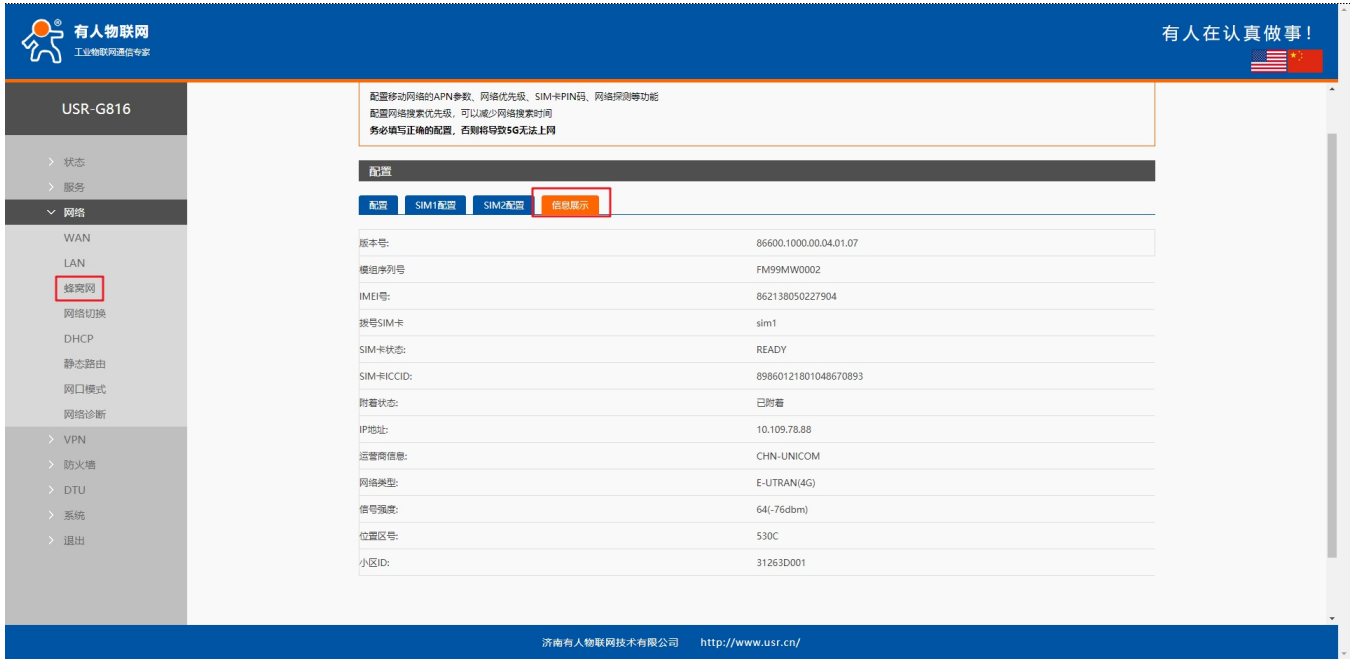 有人物联网
工业物联网通信专家
有人在认真做事!
USR-G816
状态
服务
网络
WAN
LAN
蜂窝网
网络切换
DHCP
静态路由
网口模式
网络诊断
VPN
防火墙
DTU
系统
退出
配置移动网络的APN参数、网络优先级、SIM卡PIN码、网络探测等功能
配置网络搜索优先级，可以减少网络搜索时间
务必填写正确的配置，否则将导致5G无法上网
配置
配置 SIM1配置 SIM2配置 信息展示
版本号: 86600.1000.00.04.01.07
模组序列号 FM99MW0002
IMEI号: 862138050227904
拨号SIM卡 sim1
SIM卡状态: READY
SIM卡ICCID: 89860121801048670893
附着状态: 已附着
IP地址: 10.109.78.88
运营商信息: CHN-UNICOM
网络类型: E-UTRAN(4G)
信号强度: 64(-76dbm)
位置区号: 530C
小区ID: 31263D001
济南有人物联网技术有限公司 http://www.usr.cn/